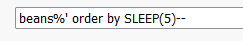 beans%' order by SLEEP(5)--